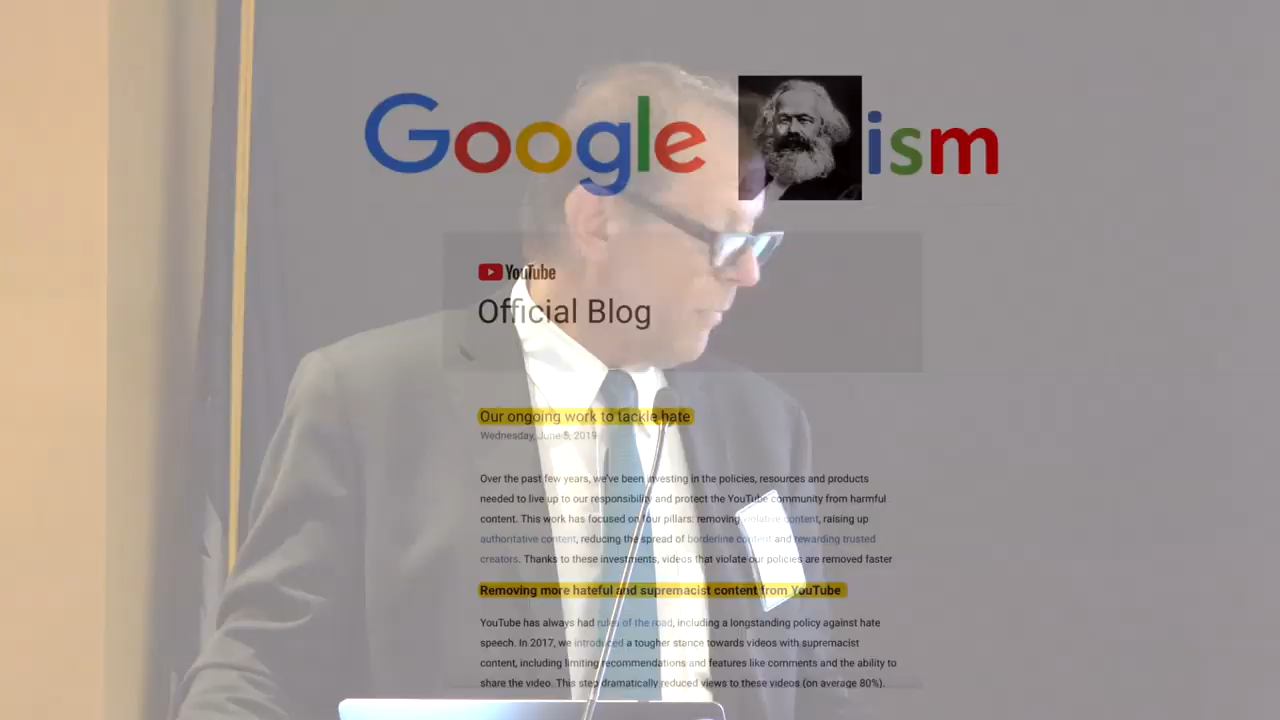 Google ism
YouTube
Official Blog
Our ongoing work to tackle hate
Wednesday, June 5, 2019
Over the past few years, we've been investing in the policies, resources and products
needed to live up to our responsibility and protect the YouTube community from harmful
content. This work has focused on four pillars: removing violative content, raising up
authoritative content, reducing the spread of borderline content and rewarding trusted
creators. Thanks to these investments, videos that violate our policies are removed faster
Removing more hateful and supremacist content from YouTube
YouTube has always had rules of the road, including a longstanding policy against hate
speech. In 2017, we introduced a tougher stance towards videos with supremacist
content, including limiting recommendations and features like comments and the ability to
share the video. This step dramatically reduced views to these videos (on average 80%).